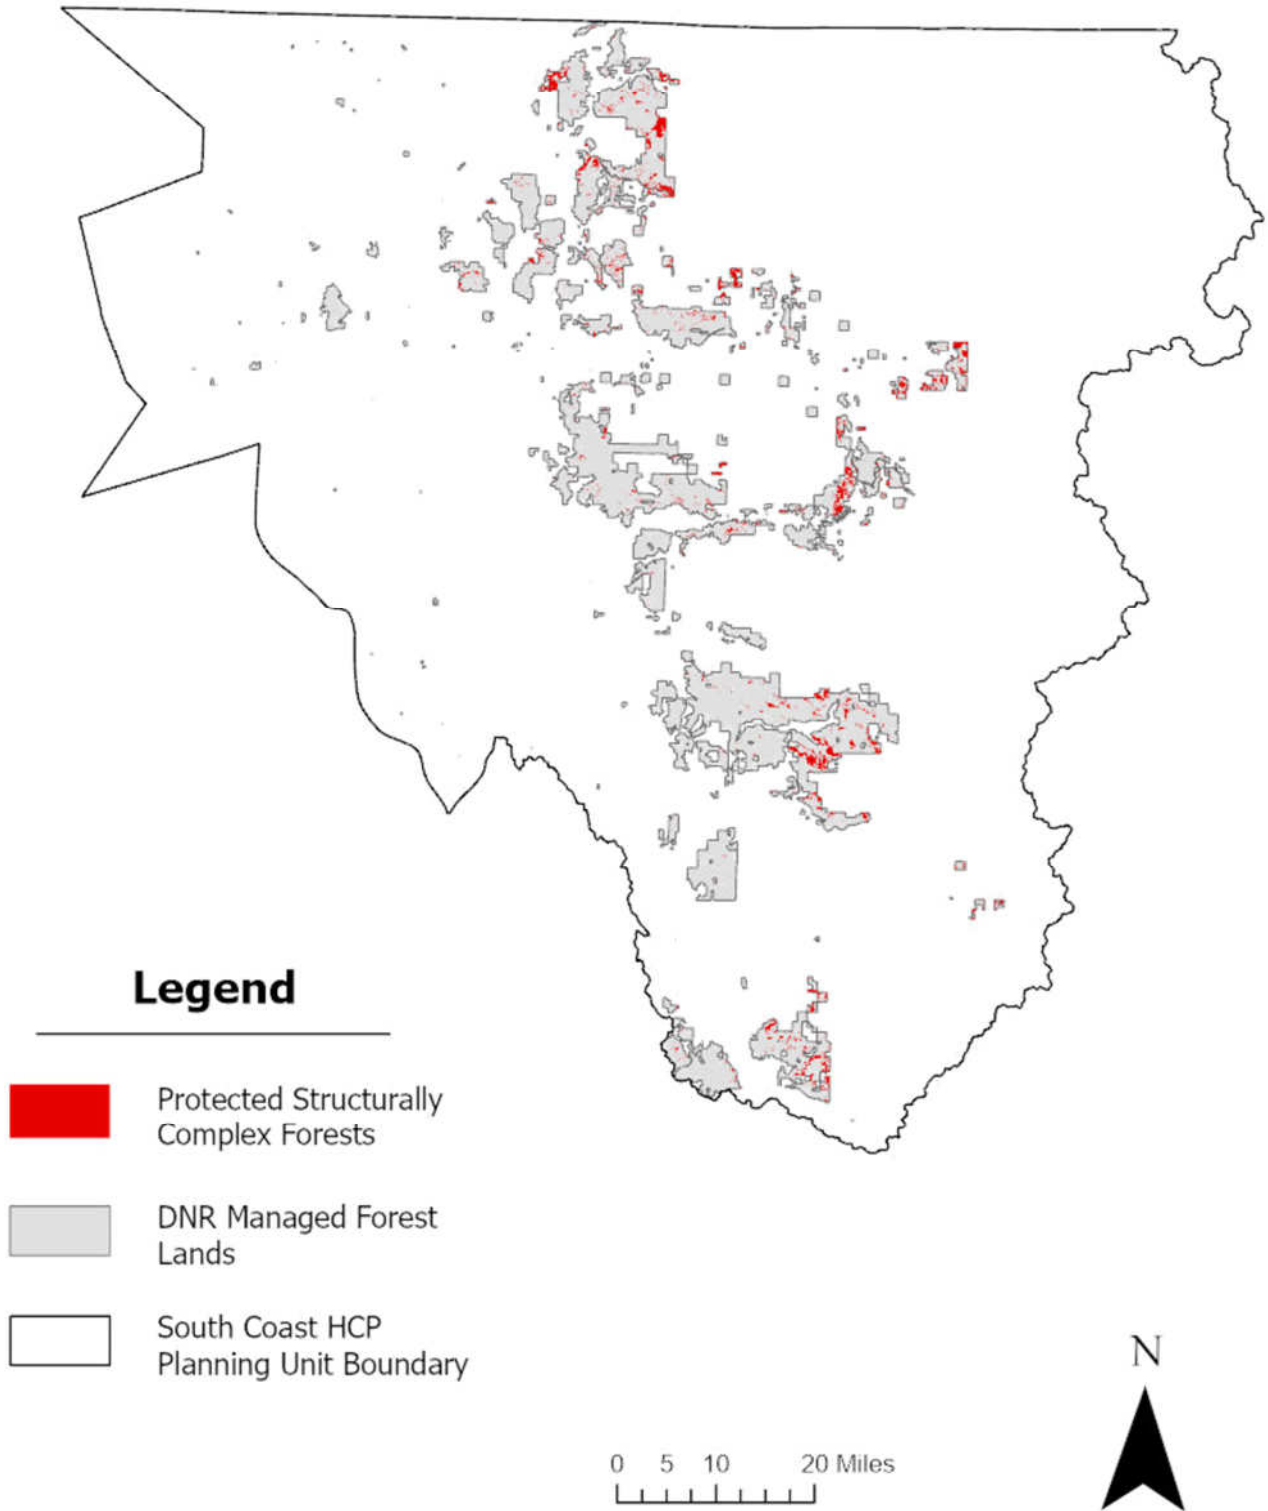 Legend
Protected Structurally
Complex Forests
DNR Managed Forest
Lands
South Coast HCP
Planning Unit Boundary
N
0 5 10 20 Miles